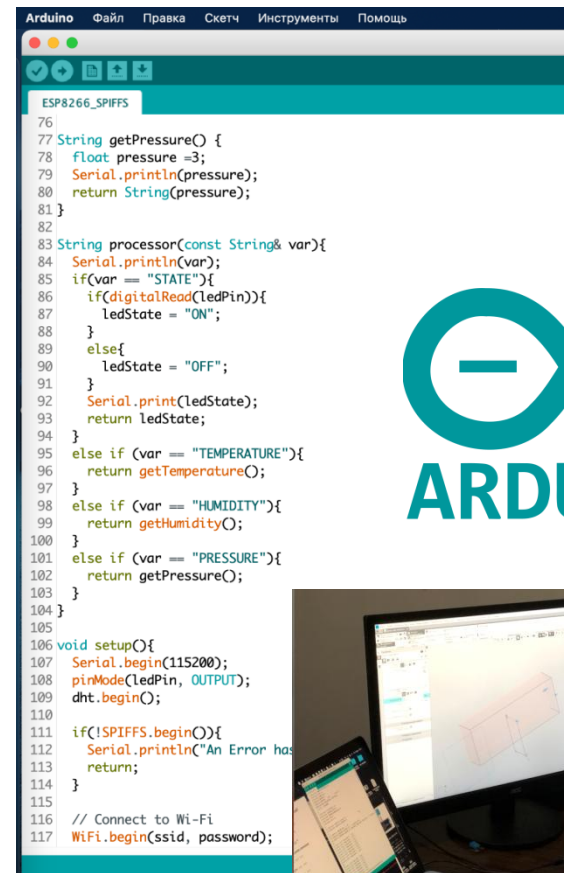 Arduino Файл Правка Скетч Инструменты Помощь
ESP8266_SPIFFS
76
77 String getPressure() {
78 float pressure =3;
79 Serial.println(pressure);
80 return String(pressure);
81 }
82
83 String processor(const String& var){
84 Serial.println(var);
85 if(var == "STATE"){
86 if(digitalRead(ledPin)){
87 ledState = "ON";
88 }
89 else{
90 ledState = "OFF";
91 }
92 Serial.print(ledState);
93 return ledState;
94 }
95 else if (var == "TEMPERATURE"){
96 return getTemperature();
97 }
98 else if (var == "HUMIDITY"){
99 return getHumidity();
100 }
101 else if (var == "PRESSURE"){
102 return getPressure();
103 }
104 }
105
106 void setup(){
107 Serial.begin(115200);
108 pinMode(ledPin, OUTPUT);
109 dht.begin();
110
111 if(!SPIFFS.begin()){
112 Serial.println("An Error has
113 return;
114 }
115
116 // Connect to Wi-Fi
117 WiFi.begin(ssid, password);
ARDU